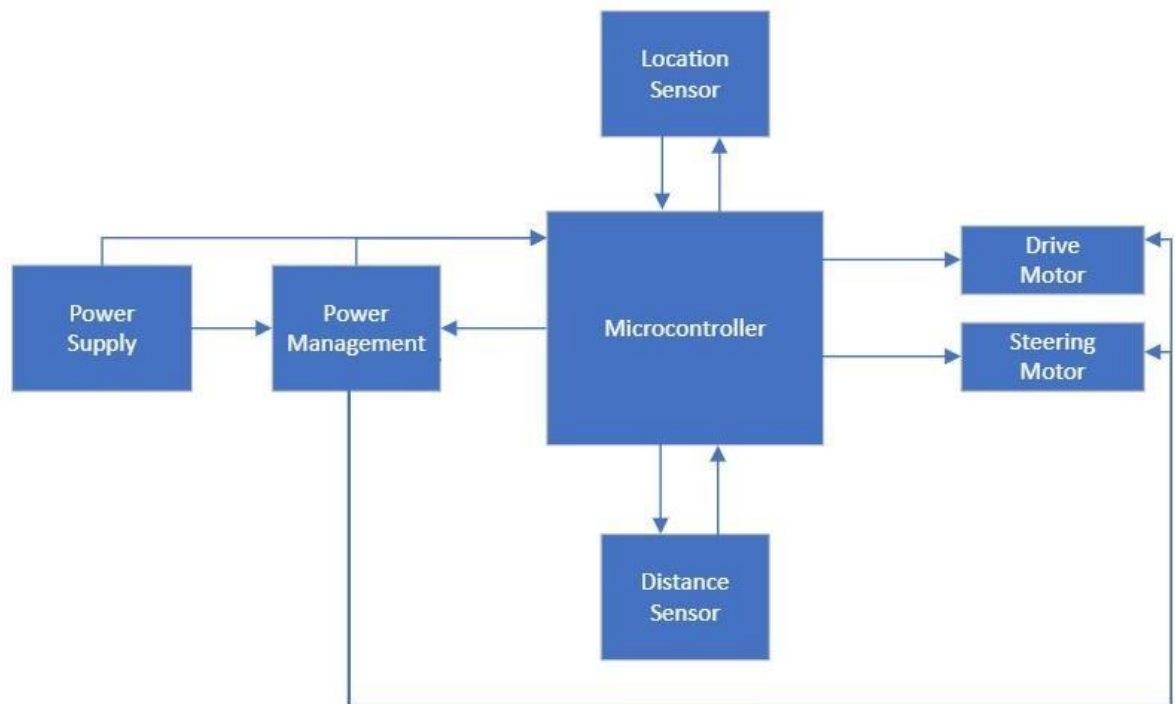 Location
Sensor
Power
Supply
Power
Management
Microcontroller
Drive
Motor
Steering
Motor
Distance
Sensor